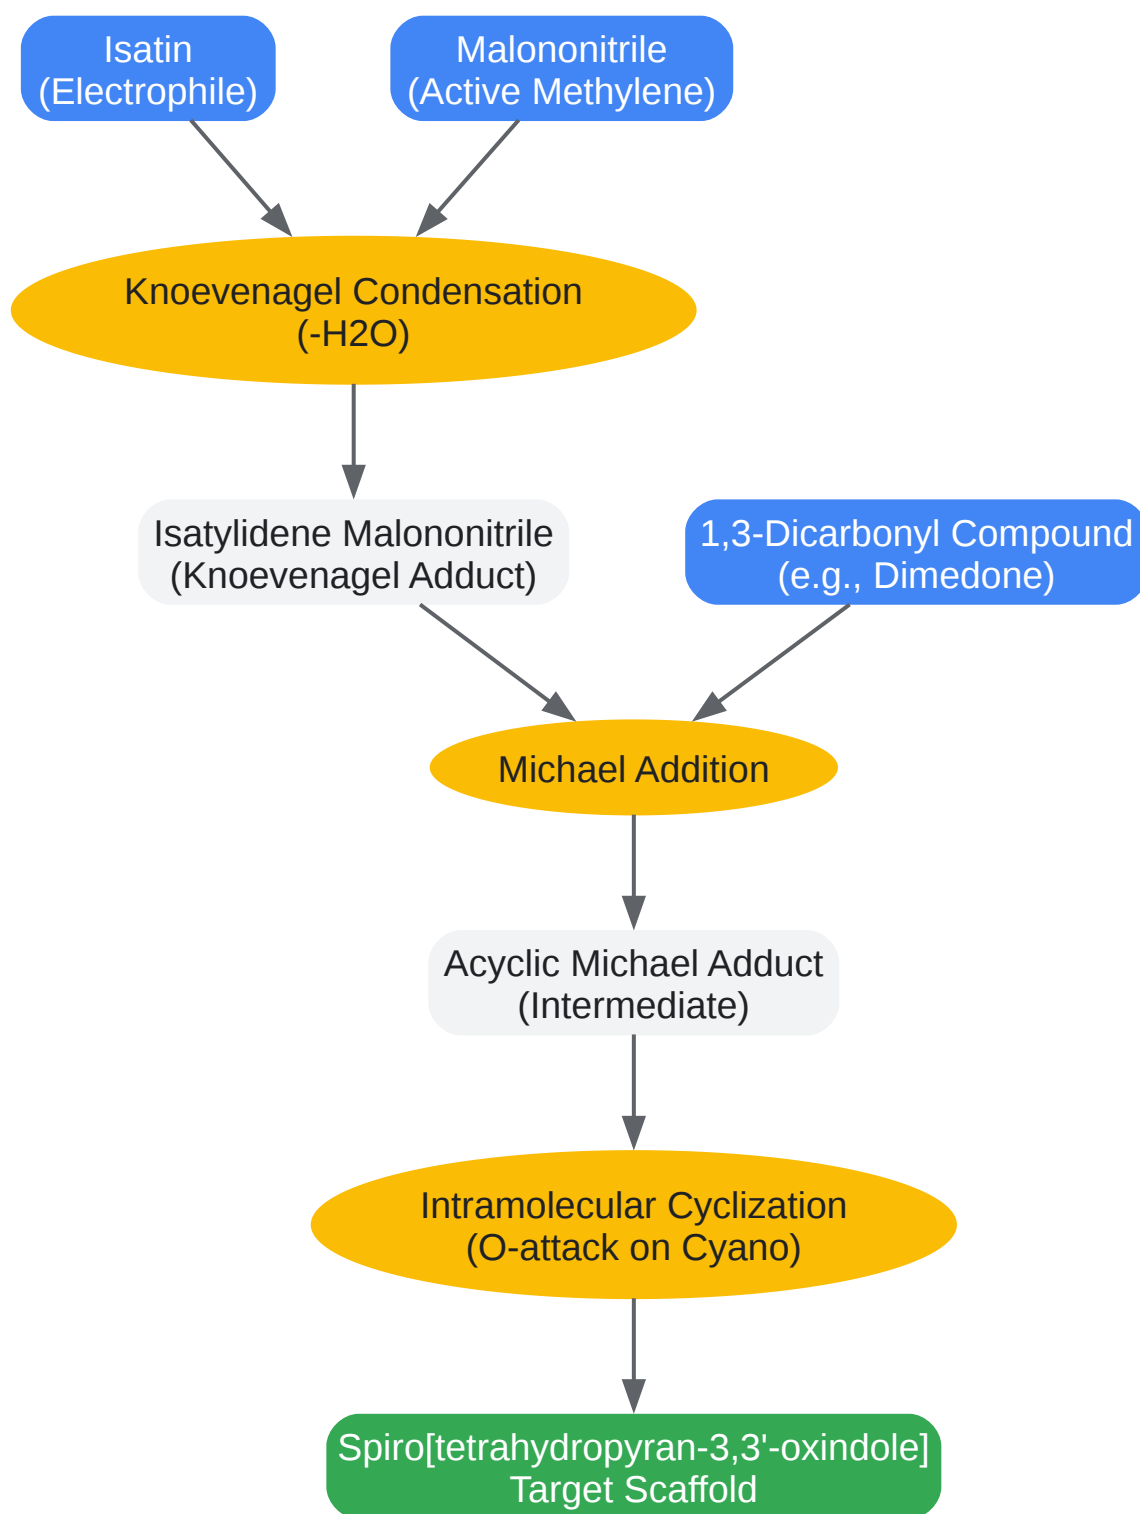 Isatin
(Electrophile)
Malononitrile
(Active Methylene)
Knoevenagel Condensation
(-H2O)
Isatylidene Malononitrile
(Knoevenagel Adduct)
1,3-Dicarbonyl Compound
(e.g., Dimedone)
Michael Addition
Acyclic Michael Adduct
(Intermediate)
Intramolecular Cyclization
(O-attack on Cyano)
Spiro[tetrahydropyran-3,3'-oxindole]
Target Scaffold